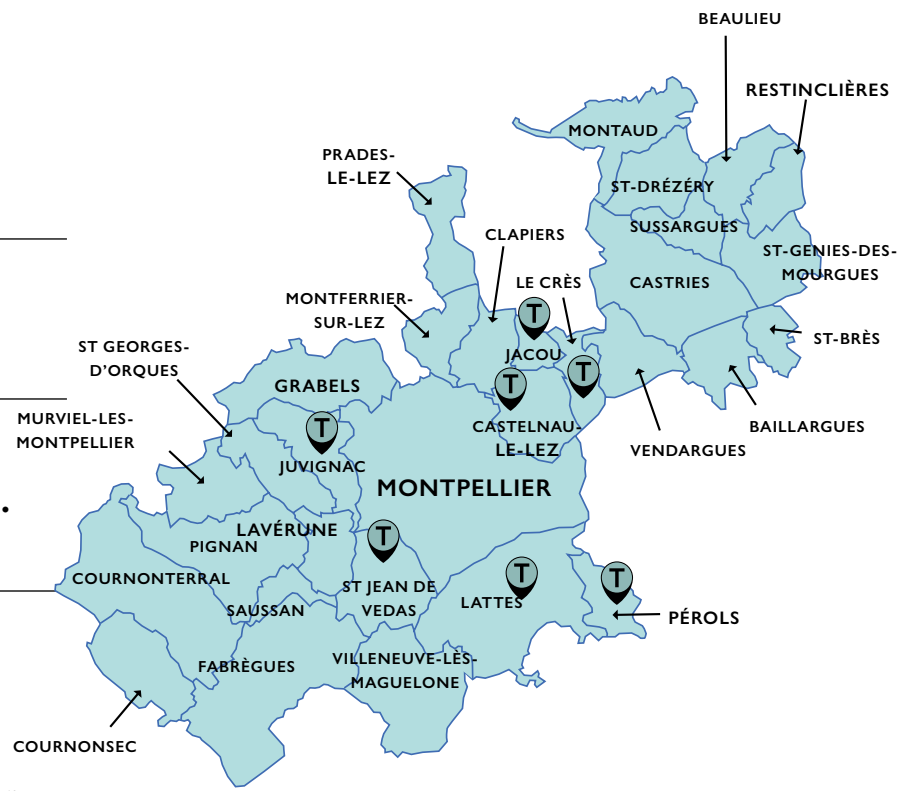 BEAULIEU
RESTINCLIÈRES
MONTAUD
PRADES-
LE-LEZ
ST-DRÉZÉRY
SUSSARGUES
CLAPIERS
ST-GENIES-DES-
MOURGUES
LE CRÈS
CASTRIES
MONTFERRIER-
SUR-LEZ
T
ST-BRÈS
ST GEORGES-
D'ORQUES
JACOU
GRABELS
T
T
MURVIEL-LES-
MONTPELLIER
T
CASTELNAU-
LE-LEZ
BAILLARGUES
VENDARGUES
JUVIGNAC
MONTPELLIER
LAVÉRUNE
PIGNAN
T
COURNONTERRAL
ST JEAN DE
VEDAS
T
LATTES
T
SAUSSAN
PÉROLS
FABRÈGUES
VILLENEUVE-LÈS-
MAGUELONE
COURNONSEC